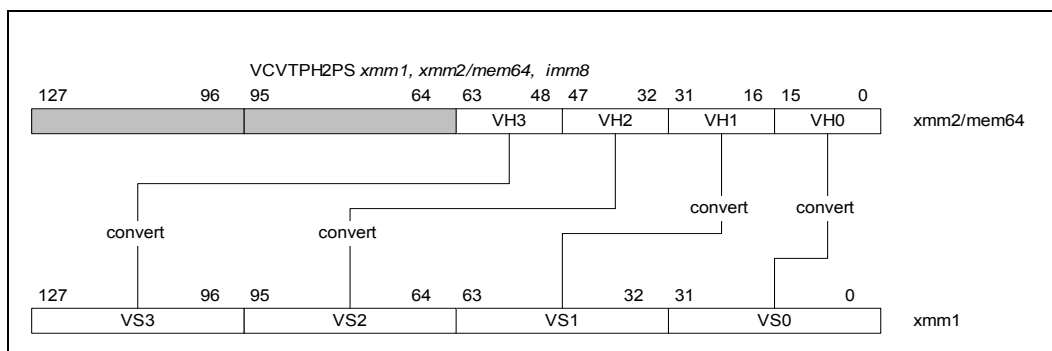 VCVTPH2PS xmm1, xmm2/mem64, imm8
127 96 95 64 63 48 47 32 31 16 15 0
VH3 VH2 VH1 VH0 xmm2/mem64
convert convert
convert convert
127 96 95 64 63 32 31 0
VS3 VS2 VS1 VS0 xmm1